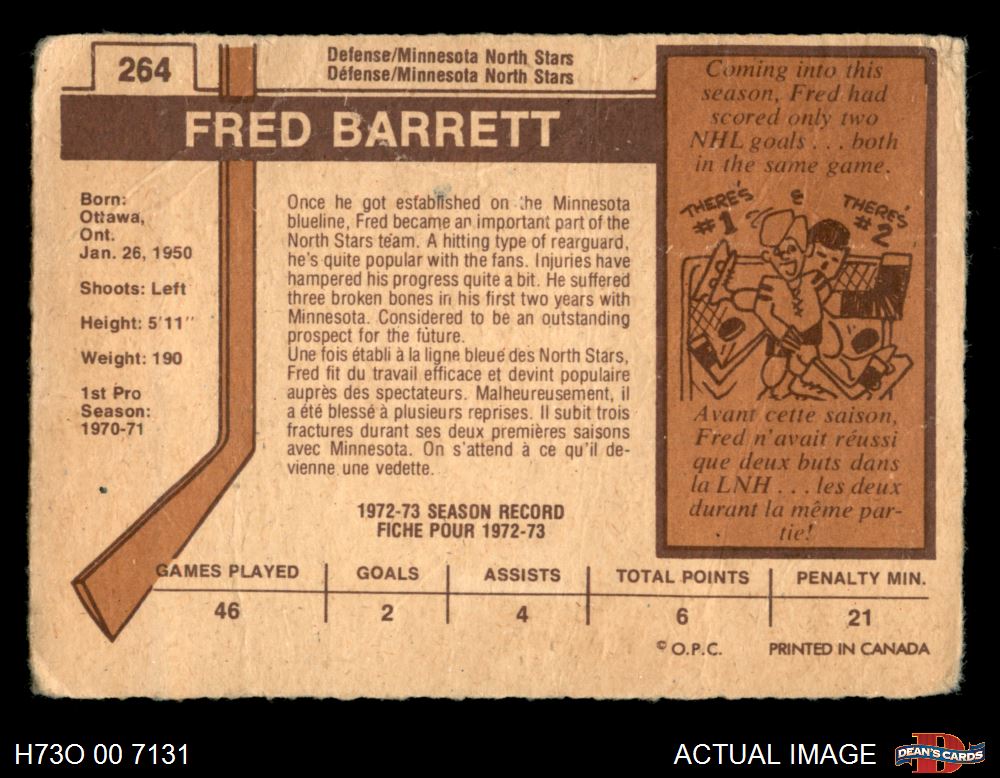 264
Defense/Minnesota North Stars
Défense/Minnesota North Stars
FRED BARRETT
Born:
Ottawa,
Ont.
Jan. 26, 1950
Shoots: Left
Height: 5'11''
Weight: 190
1st Pro
Season:
1970-71
Once he got established on the Minnesota
blueline, Fred became an important part of the
North Stars team. A hitting type of rearguard,
he's quite popular with the fans. Injuries have
hampered his progress quite a bit. He suffered
three broken bones in his first two years with
Minnesota. Considered to be an outstanding
prospect for the future.
Une fois établi à la ligne bleue des North Stars,
Fred fit du travail efficace et devint populaire
auprès des spectateurs. Malheureusement, il
a été blessé à plusieurs reprises. Il subit trois
fractures durant ses deux premières saisons
avec Minnesota. On s'attend à ce qu'il de-
vienne une vedette.
Coming into this
season, Fred had
scored only two
NHL goals . . . both
in the same game.
THERE'S
#1
THERE'S
#2
Avant cette saison,
Fred n'avait réussi
que deux buts dans
la LNH . . . les deux
durant la même par-
tie!
1972-73 SEASON RECORD
FICHE POUR 1972-73
GAMES PLAYED GOALS ASSISTS TOTAL POINTS PENALTY MIN.
46 2 4 6 21
© O.P.C. PRINTED IN CANADA
H73O 00 7131
ACTUAL IMAGE
DEAN'S CARDS